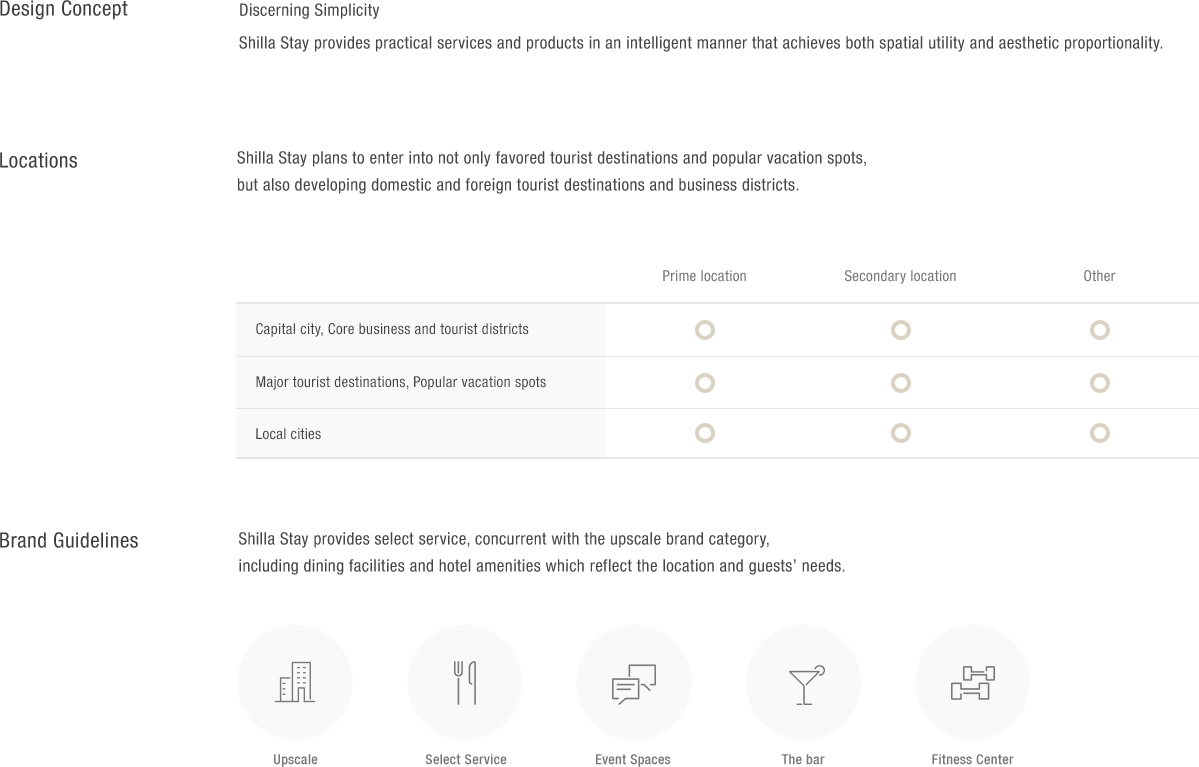 Design Concept
Discerning Simplicity
Shilla Stay provides practical services and products in an intelligent manner that achieves both spatial utility and aesthetic proportionality.
Locations
Shilla Stay plans to enter into not only favored tourist destinations and popular vacation spots,
but also developing domestic and foreign tourist destinations and business districts.
Prime location Secondary location Other
Capital city, Core business and tourist districts
Major tourist destinations, Popular vacation spots
Local cities
Brand Guidelines
Shilla Stay provides select service, concurrent with the upscale brand category,
including dining facilities and hotel amenities which reflect the location and guests’ needs.
Upscale Select Service Event Spaces The bar Fitness Center